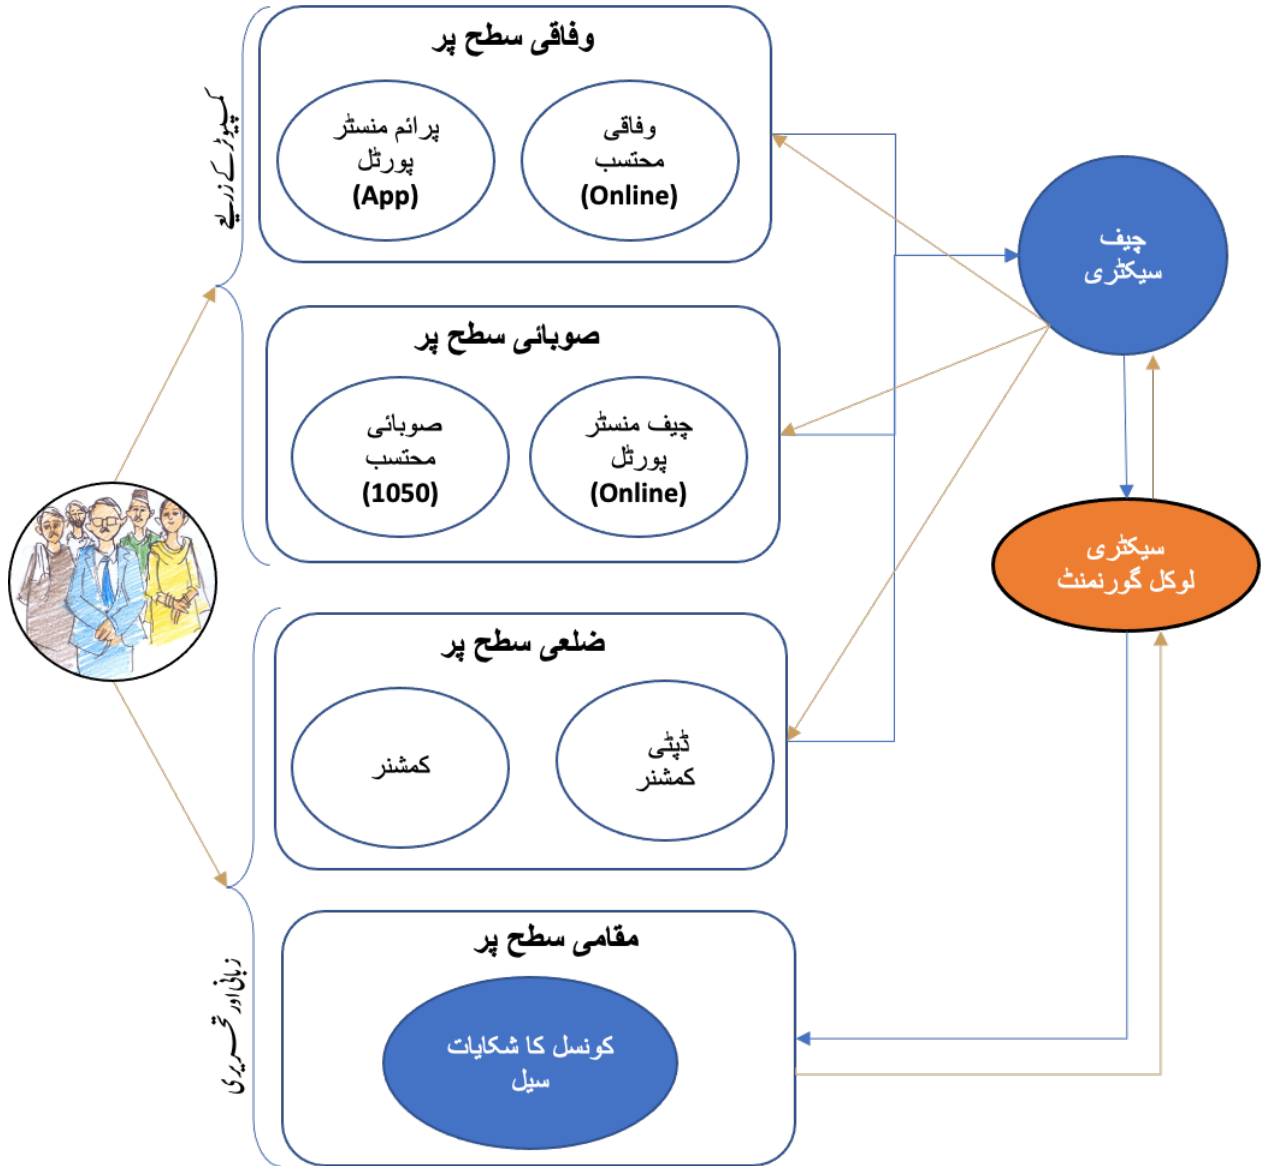 وفاقی سطح پر
وفاقی
محتسب
(Online)
پرائم منسٹر
پورٹل
(App)
کمپیوٹر کے زریعے
چیف
سیکٹری
صوبائی سطح پر
چیف منسٹر
پورٹل
(Online)
صوبائی
محتسب
(1050)
سیکٹری
لوکل گورنمنٹ
ضلعی سطح پر
ڈپٹی
کمشنر
کمشنر
مقامی سطح پر
کونسل کا شکایات
سیل
زبانی اور تحریری